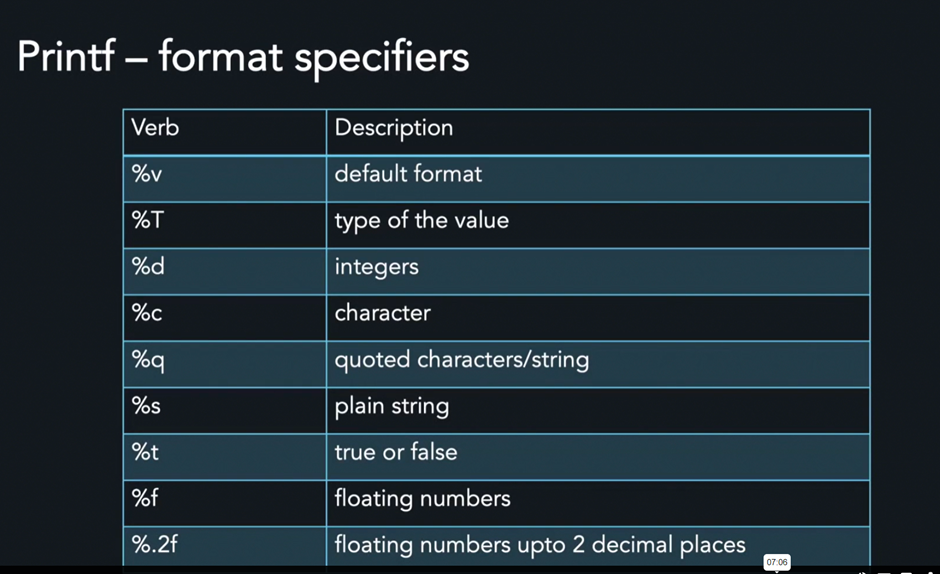 Printf – format specifiers
Verb Description
%v default format
%T type of the value
%d integers
%c character
%q quoted characters/string
%s plain string
%t true or false
%f floating numbers
%.2f floating numbers upto 2 decimal places
07:06